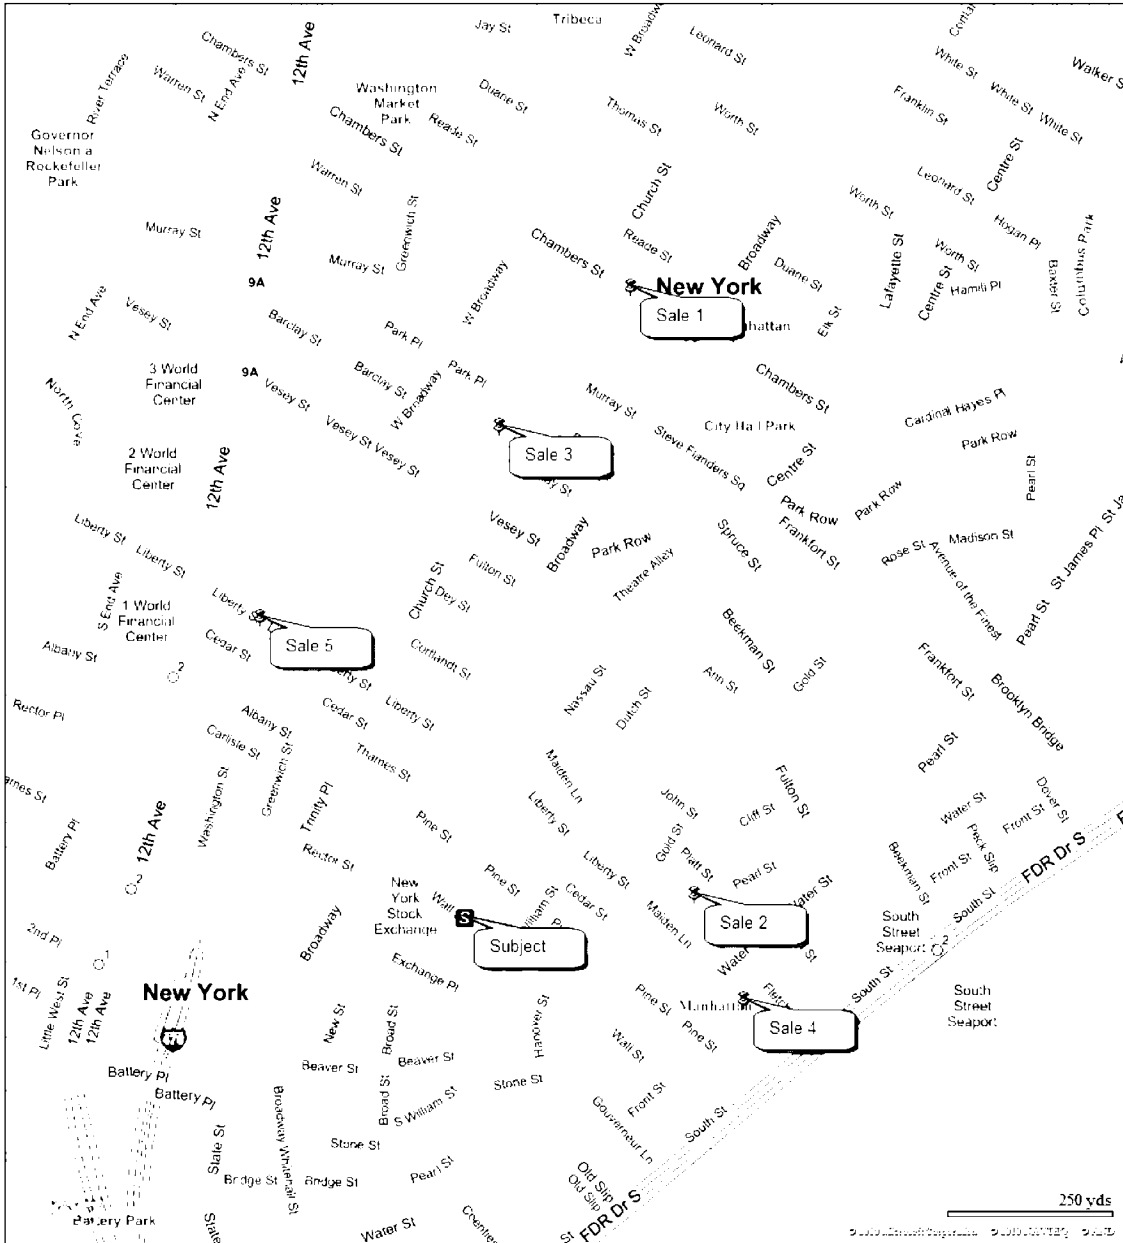 Tribeca
Jay St
W Broadway
Leonard St
Chambers St
12th Ave
White St
Walker St
River Terrace
Warren St
N End Ave
Washington
Market
Park
Duane St
Thomas St
Worth St
Franklin St
White St
White St
Governor
Nelson a
Rockefeller
Park
Chambers St
Reade St
Centre St
Warren St
Church St
Leonard St
Murray St
12th Ave
Greenwich St
Murray St
Chambers St
Reade St
Broadway
Worth St
Hogan Pl
Columbus Park
Duane St
Lafayette St
Worth St
Centre St
Baxter St
9A
W Broadway
New York
Sale 1
Elk St
N End Ave
Vesey St
Barclay St
Park Pl
3 World
Financial
Center
9A
Vesey St
Barclay St
W Broadway
Park Pl
Murray St
Chambers St
Cardinal Hayes Pl
North Cove
Vesey St
Vesey St
Sale 3
Steve Flanders Sq
City Hall Park
Centre St
Park Row
Pearl St
2 World
Financial
Center
12th Ave
Vesey St
Broadway
Park Row
Park Row
Park Row
Frankfort St
Spruce St
Rose St
Madison St
Avenue of the Finest
St James Pl
Pearl St
Liberty St
Liberty St
Fulton St
Theatre Alley
S End Ave
1 World
Financial
Center
Church St
Dey St
Sale 5
Albany St
Cedar St
Cortlandt St
Beekman St
Ann St
Gold St
Frankfort St
Brooklyn Bridge
2
Rector Pl
Cedar St
Liberty St
Nassau St
Dutch St
Albany St
Carlisle St
Thames St
Greenwich St
Washington St
Maiden Ln
Fulton St
Pearl St
Dover St
Battery Pl
12th Ave
Trinity Pl
Pine St
Liberty St
John St
Cliff St
Gold St
Platt St
Water St
Front St
Peck Slip
FDR Dr S
Rector St
Pine St
Liberty St
Cedar St
Pearl St
Beekman St
Front St
South St
New
York
Stock
Exchange
S
Subject
Maiden Ln
Sale 2
South
Street
Seaport
2
2nd Pl
Broadway
Exchange Pl
1
1st Pl
Little West St
12th Ave
12th Ave
New York
Pine St
Manhattan
Sale 4
South St
South
Street
Seaport
New St
Broad St
Hanover St
Pine St
Wall St
Battery Pl
Battery Pl
Beaver St
Beaver St
Stone St
Broad St
S William St
Front St
South St
Gouverneur Ln
State St
Broadway
Whitehall St
Stone St
Bridge St
Bridge St
Pearl St
Old Slip
Old Slip
FDR Dr S
Battery Park
Water St
250 yds